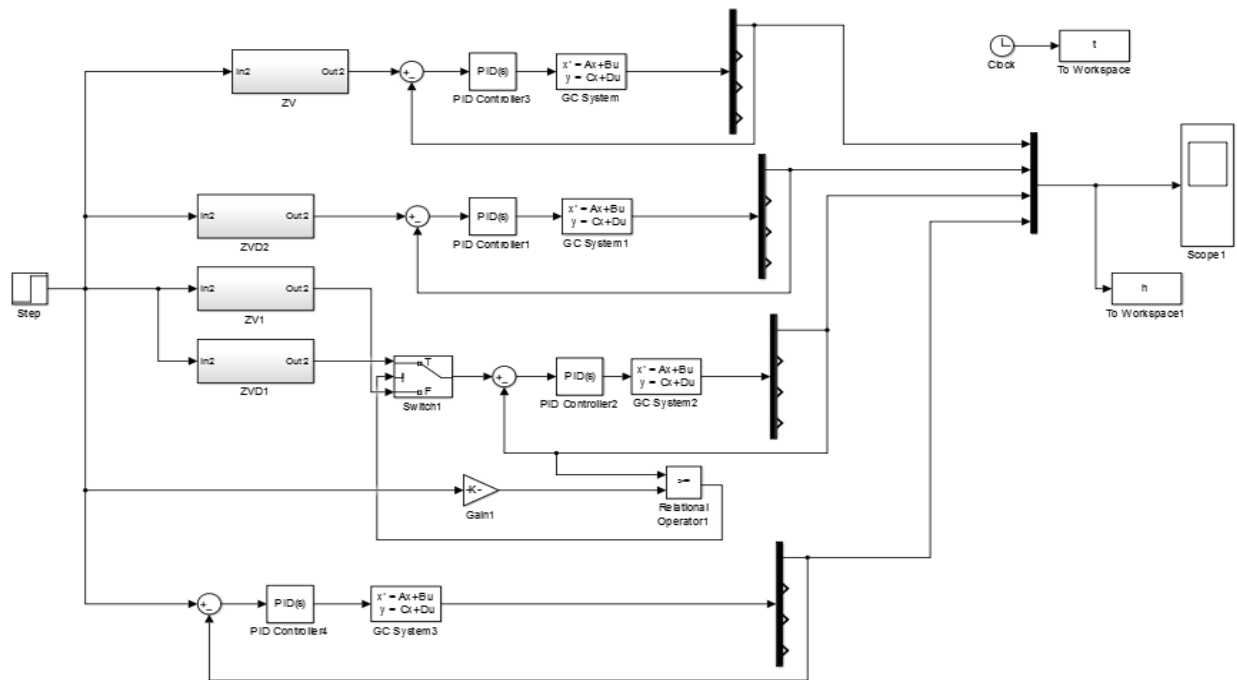 In2
Out2
ZV
+
_
PID(s)
PID Controller3
x' = Ax+Bu
y = Cx+Du
GC System
Clock
t
To Workspace
In2
Out2
ZVD2
+
_
PID(s)
PID Controller1
x' = Ax+Bu
y = Cx+Du
GC System1
Scope1
h
To Workspace1
Step
In2
Out2
ZV1
In2
Out2
ZVD1
T
F
Switch1
+
_
PID(s)
PID Controller2
x' = Ax+Bu
y = Cx+Du
GC System2
-K-
Gain1
>=
Relational
Operator1
+
_
PID(s)
PID Controller4
x' = Ax+Bu
y = Cx+Du
GC System3